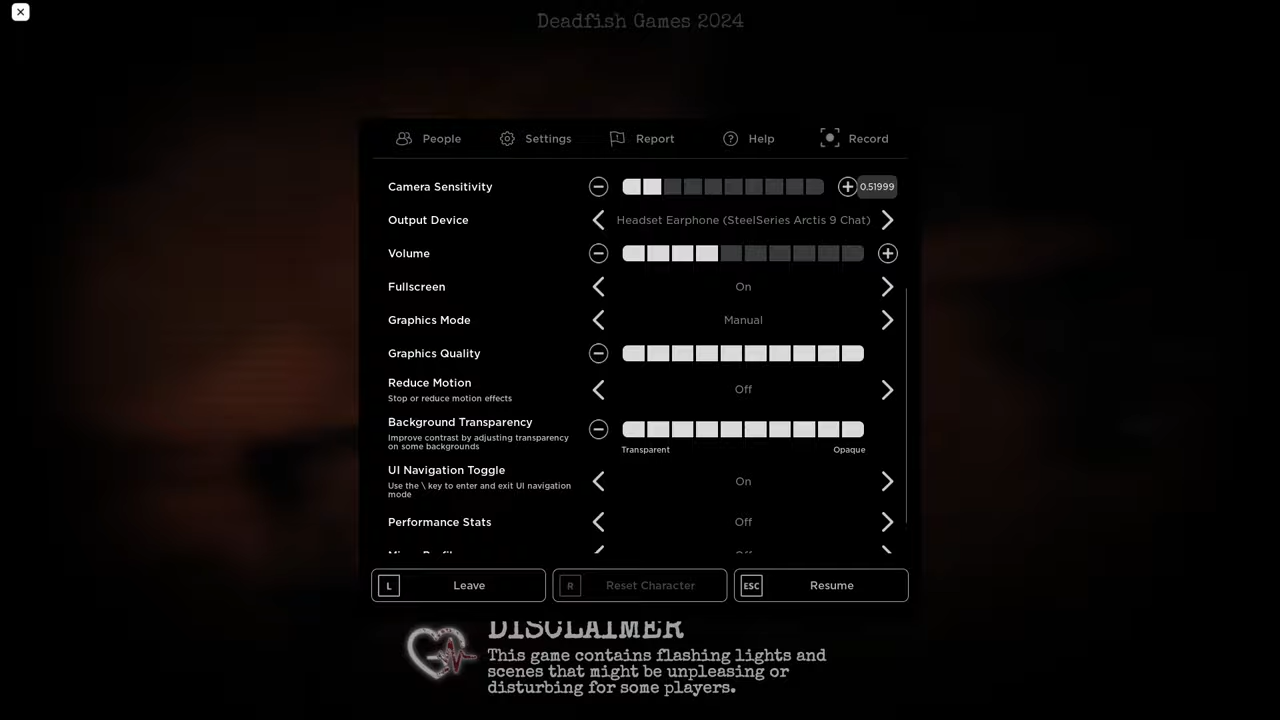 Deadfish Games 2024
People Settings Report Help Record
Camera Sensitivity 0.51999
Output Device Headset Earphone (SteelSeries Arctis 9 Chat)
Volume
Fullscreen On
Graphics Mode Manual
Graphics Quality
Reduce Motion Off
Stop or reduce motion effects
Background Transparency
Improve contrast by adjusting transparency
on some backgrounds
Transparent Opaque
UI Navigation Toggle On
Use the \ key to enter and exit UI navigation
mode
Performance Stats Off
L Leave R Reset Character ESC Resume
DISCLAIMER
This game contains flashing lights and
scenes that might be unpleasing or
disturbing for some players.